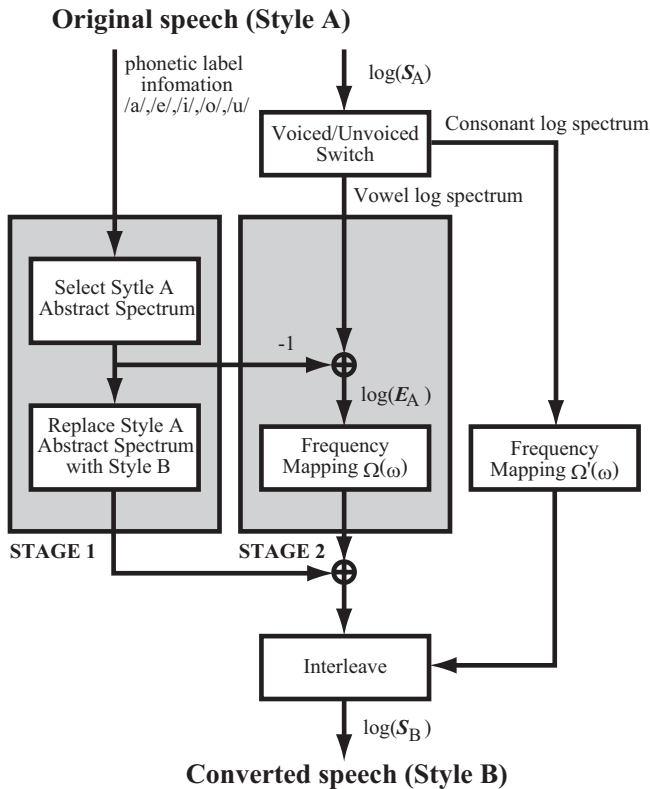 Original speech (Style A)
phonetic label
infomation
/a/,/e/,/i/,/o/,/u/
log(SA)
Voiced/Unvoiced
Switch
Consonant log spectrum
Vowel log spectrum
Select Sytle A
Abstract Spectrum
-1
log(EA)
Replace Style A
Abstract Spectrum
with Style B
Frequency
Mapping Ω(ω)
Frequency
Mapping Ω'(ω)
STAGE 1
STAGE 2
Interleave
log(SB)
Converted speech (Style B)